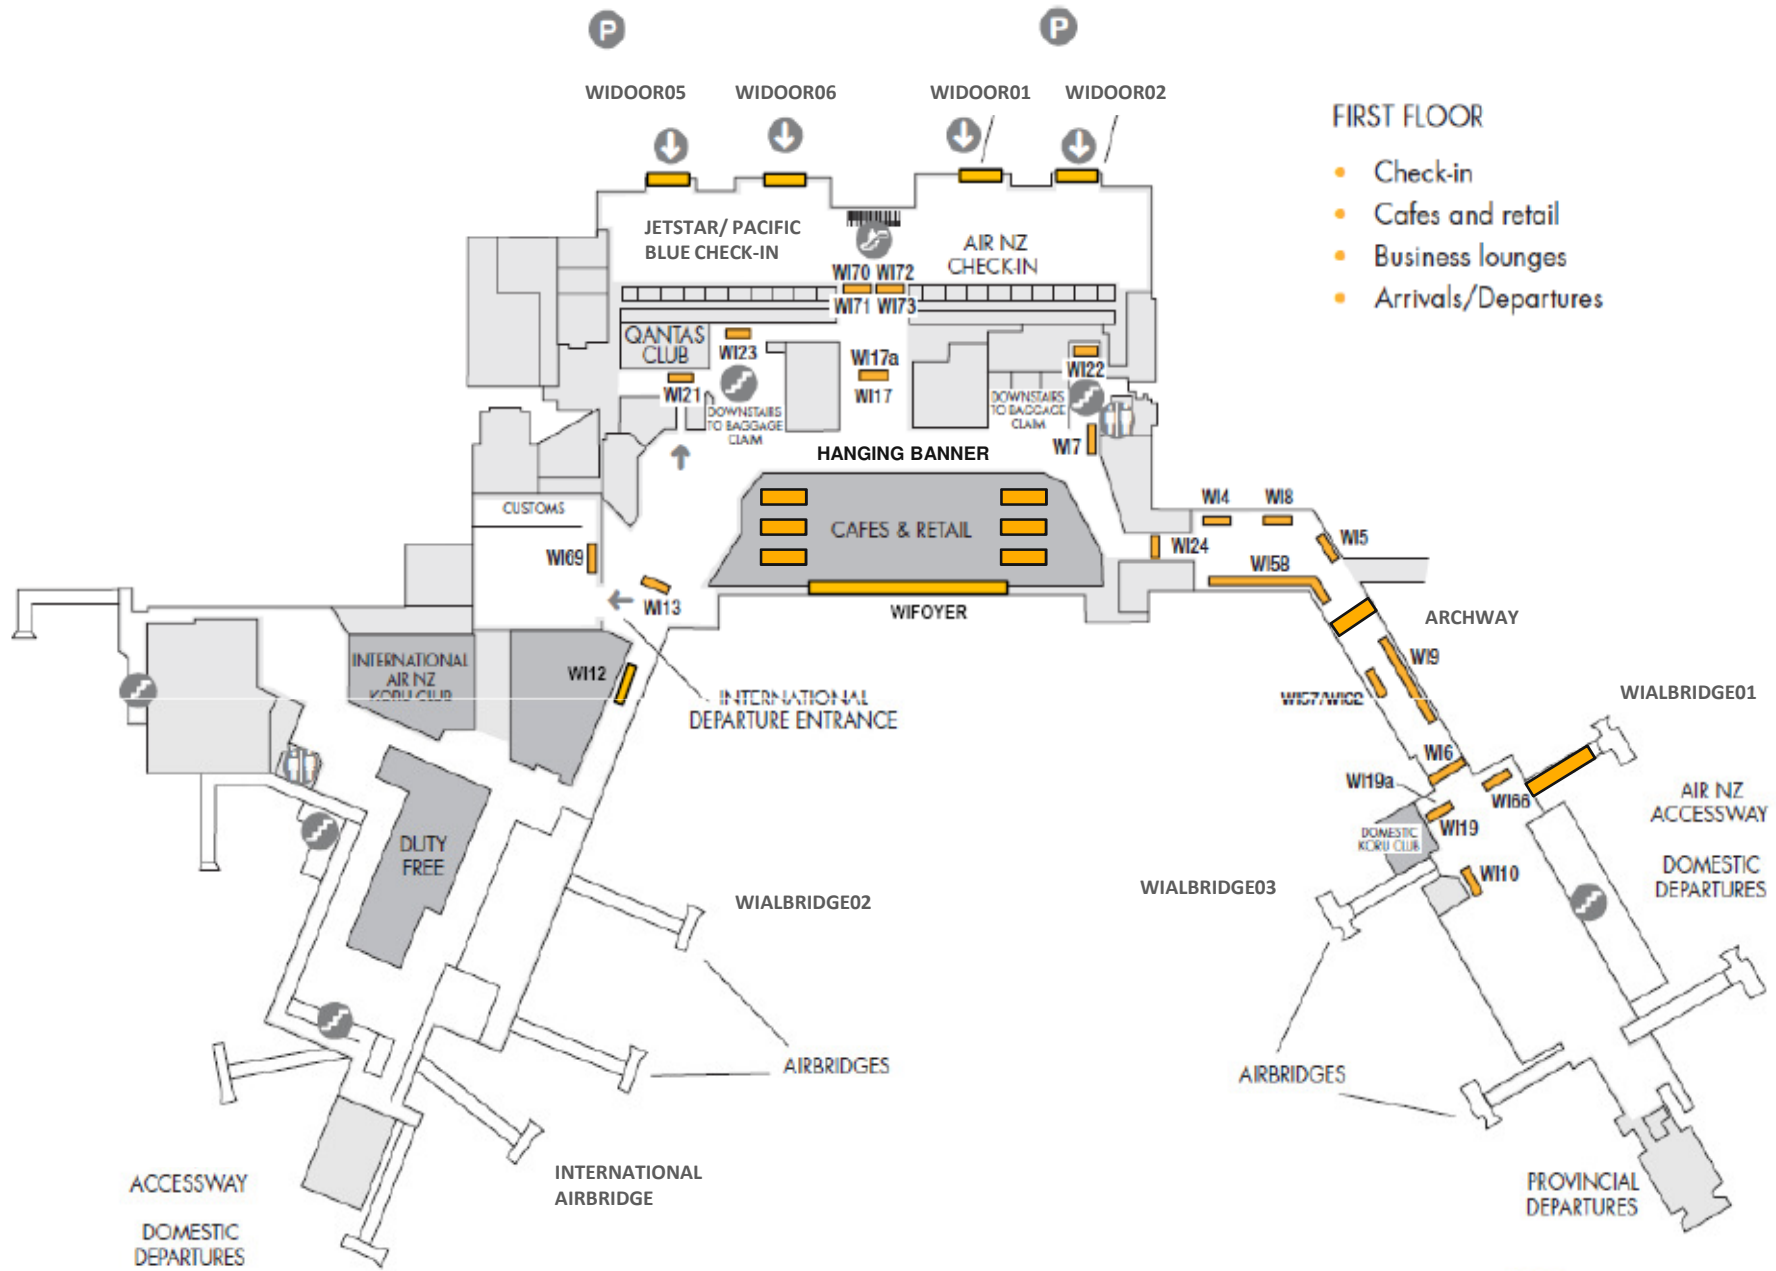 P
P
WIDOOR05
WIDOOR06
WIDOOR01
WIDOOR02
FIRST FLOOR
• Check-in
• Cafes and retail
• Business lounges
• Arrivals/Departures
JETSTAR/ PACIFIC
BLUE CHECK-IN
AIR NZ
CHECK-IN
WI70 WI72
WI71 WI73
QANTAS
CLUB
WI23
WI17a
WI22
WI21
WI17
DOWNSTAIRS
TO BAGGAGE
CLAIM
DOWNSTAIRS
TO BAGGAGE
CLAIM
WI7
HANGING BANNER
CUSTOMS
CAFES & RETAIL
WI4
WI8
WI5
WI24
WI69
WI58
WI13
WIFOYER
ARCHWAY
INTERNATIONAL
AIR NZ
KORU CLUB
WI12
WI9
INTERNATIONAL
DEPARTURE ENTRANCE
WI57/WI62
WIALBRIDGE01
WI6
WI19a
WI66
WI19
AIR NZ
ACCESSWAY
DUTY
FREE
DOMESTIC
KORU CLUB
WI10
DOMESTIC
DEPARTURES
WIALBRIDGE03
WIALBRIDGE02
AIRBRIDGES
AIRBRIDGES
INTERNATIONAL
AIRBRIDGE
ACCESSWAY
DOMESTIC
DEPARTURES
PROVINCIAL
DEPARTURES